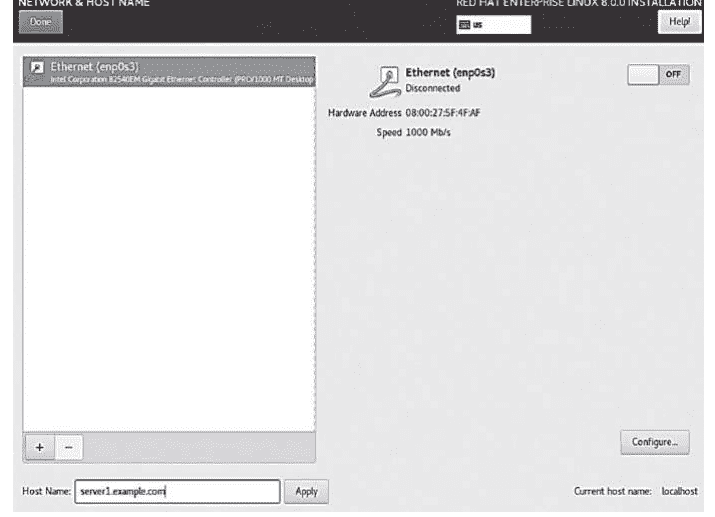 NETWORK & HOST NAME
RED HAT ENTERPRISE LINUX 8.0.0 INSTALLATION
Done
us
Help!
Ethernet (enp0s3)
Intel Corporation 82540EM Gigabit Ethernet Controller (PRO/1000 MT Desktop
Ethernet (enp0s3)
Disconnected
OFF
Hardware Address 08:00:27:5F:4F:AF
Speed 1000 Mb/s
+ −
Configure...
Host Name: server1.example.com Apply
Current host name: localhost